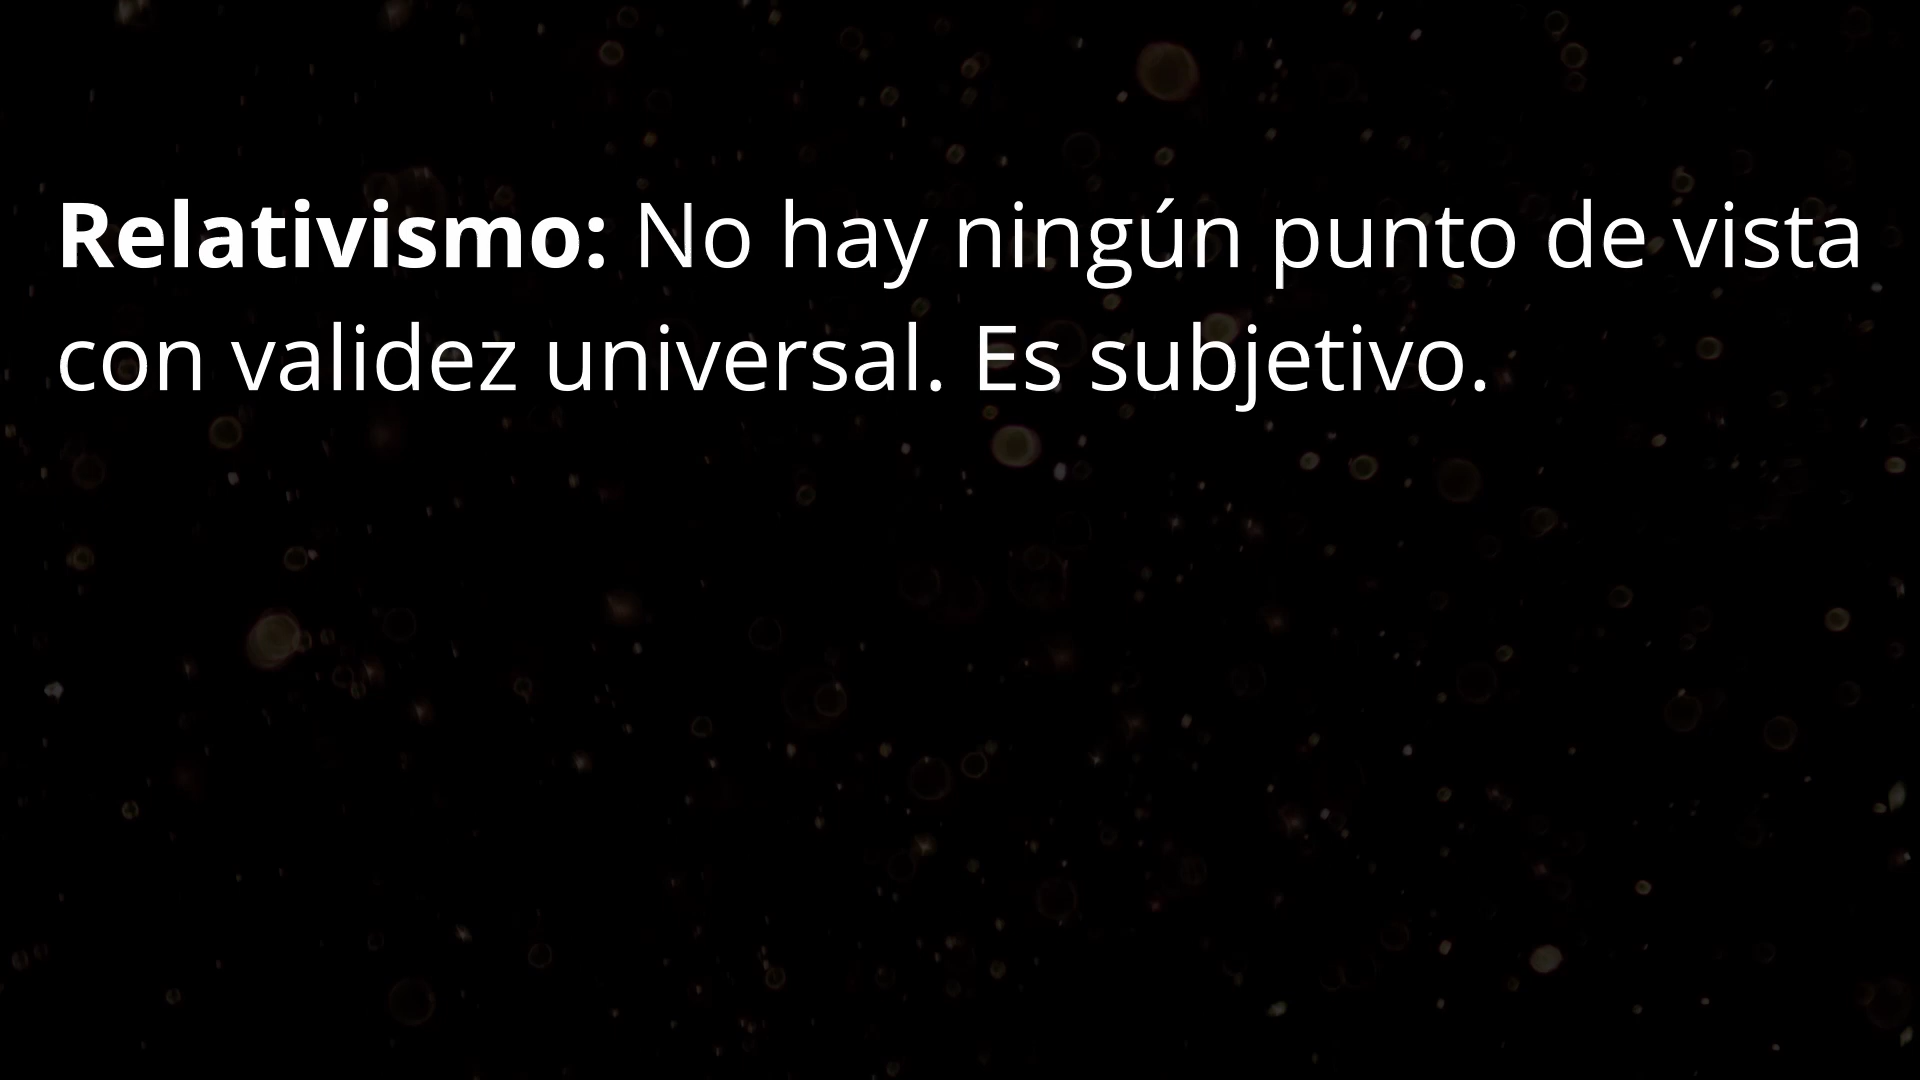 Relativismo: No hay ningún punto de vista
con validez universal. Es subjetivo.